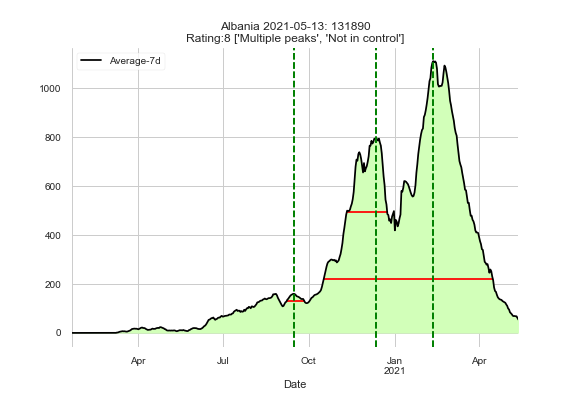 Albania 2021-05-13: 131890
Rating:8 ['Multiple peaks', 'Not in control']
Average-7d
1000
800
600
400
200
0
Apr
Jul
Oct
Jan
2021
Apr
Date